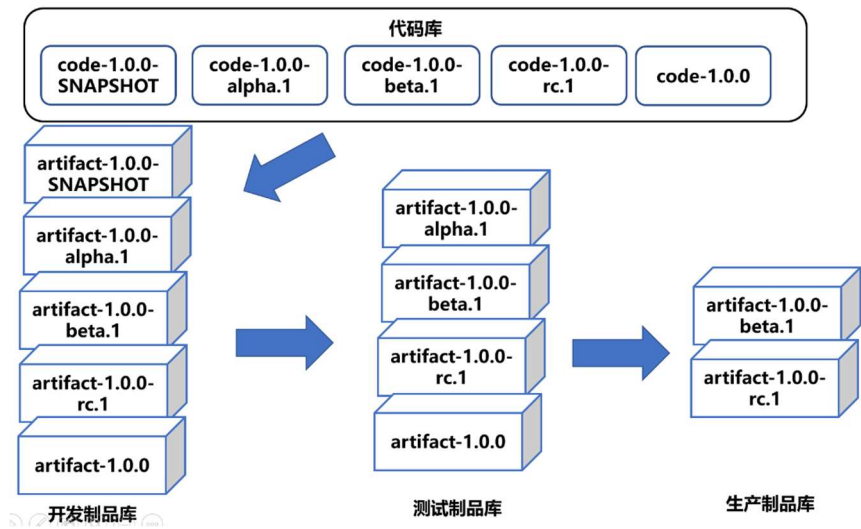 代码库
code-1.0.0-
SNAPSHOT
code-1.0.0-
alpha.1
code-1.0.0-
beta.1
code-1.0.0-
rc.1
code-1.0.0
artifact-1.0.0-
SNAPSHOT
artifact-1.0.0-
alpha.1
artifact-1.0.0-
beta.1
artifact-1.0.0-
rc.1
artifact-1.0.0
开发制品库
artifact-1.0.0-
alpha.1
artifact-1.0.0-
beta.1
artifact-1.0.0-
rc.1
artifact-1.0.0
测试制品库
artifact-1.0.0-
beta.1
artifact-1.0.0-
rc.1
生产制品库